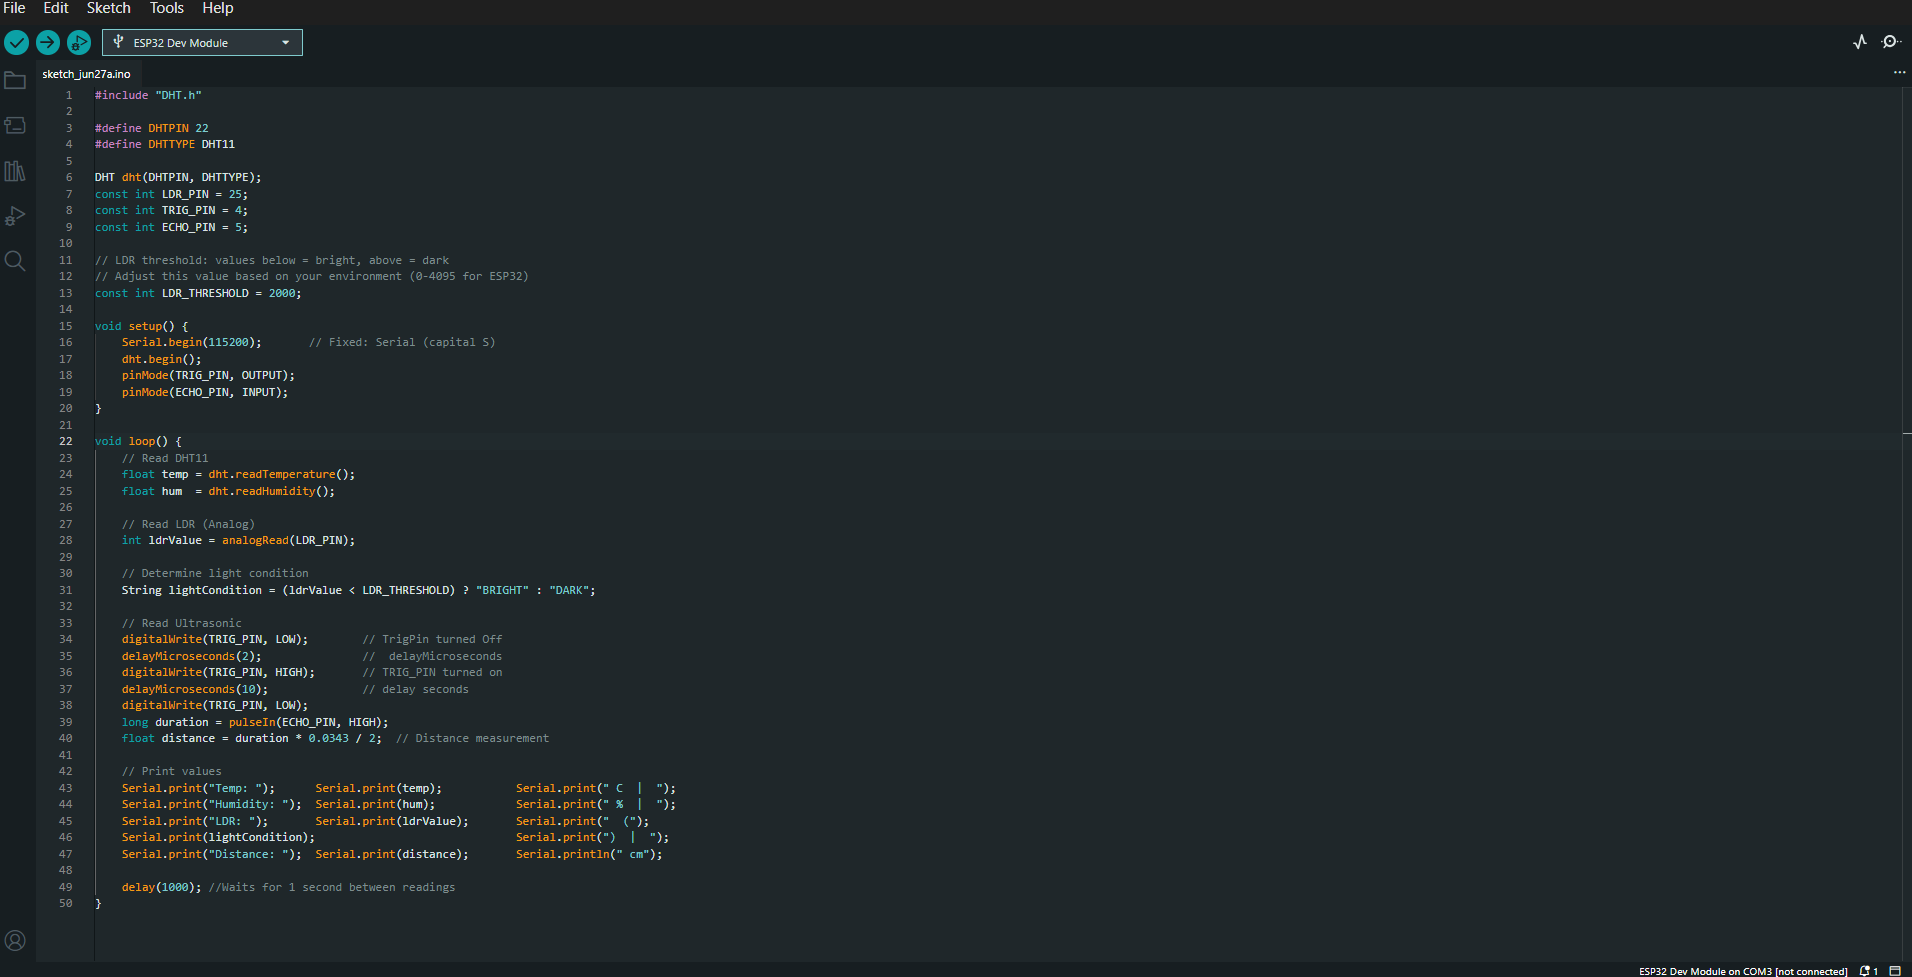 File Edit Sketch Tools Help
ESP32 Dev Module
sketch_jun27a.ino
1 #include "DHT.h"
2
3 #define DHTPIN 22
4 #define DHTTYPE DHT11
5
6 DHT dht(DHTPIN, DHTTYPE);
7 const int LDR_PIN = 25;
8 const int TRIG_PIN = 4;
9 const int ECHO_PIN = 5;
10
11 // LDR threshold: values below = bright, above = dark
12 // Adjust this value based on your environment (0-4095 for ESP32)
13 const int LDR_THRESHOLD = 2000;
14
15 void setup() {
16     Serial.begin(115200);       // Fixed: Serial (capital S)
17     dht.begin();
18     pinMode(TRIG_PIN, OUTPUT);
19     pinMode(ECHO_PIN, INPUT);
20 }
21
22 void loop() {
23     // Read DHT11
24     float temp = dht.readTemperature();
25     float hum  = dht.readHumidity();
26
27     // Read LDR (Analog)
28     int ldrValue = analogRead(LDR_PIN);
29
30     // Determine light condition
31     String lightCondition = (ldrValue < LDR_THRESHOLD) ? "BRIGHT" : "DARK";
32
33     // Read Ultrasonic
34     digitalWrite(TRIG_PIN, LOW);        // TrigPin turned Off
35     delayMicroseconds(2);               //  delayMicroseconds
36     digitalWrite(TRIG_PIN, HIGH);       // TRIG_PIN turned on
37     delayMicroseconds(10);              // delay seconds
38     digitalWrite(TRIG_PIN, LOW);
39     long duration = pulseIn(ECHO_PIN, HIGH);
40     float distance = duration * 0.0343 / 2;  // Distance measurement
41
42     // Print values
43     Serial.print("Temp: ");      Serial.print(temp);           Serial.print(" C  |  ");
44     Serial.print("Humidity: ");  Serial.print(hum);            Serial.print(" %  |  ");
45     Serial.print("LDR: ");       Serial.print(ldrValue);       Serial.print("  (");
46     Serial.print(lightCondition);                              Serial.print(")  |  ");
47     Serial.print("Distance: ");  Serial.print(distance);       Serial.println(" cm");
48
49     delay(1000); //Waits for 1 second between readings
50 }
ESP32 Dev Module on COM3 [not connected] 1